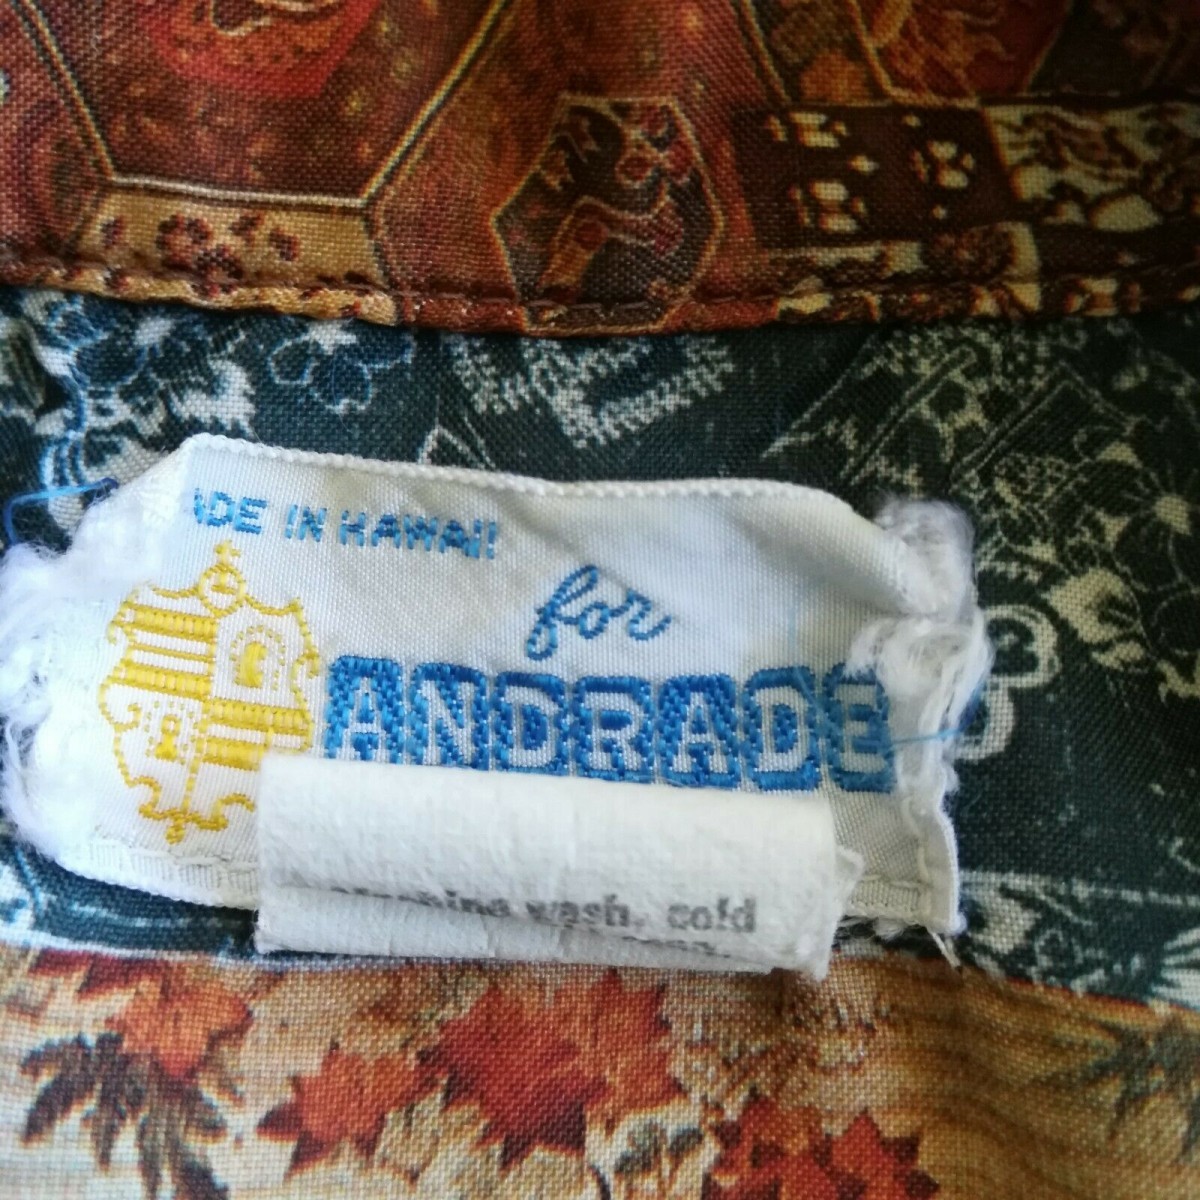 ADE IN HAWAII
for
ANDRADE
wash, cold